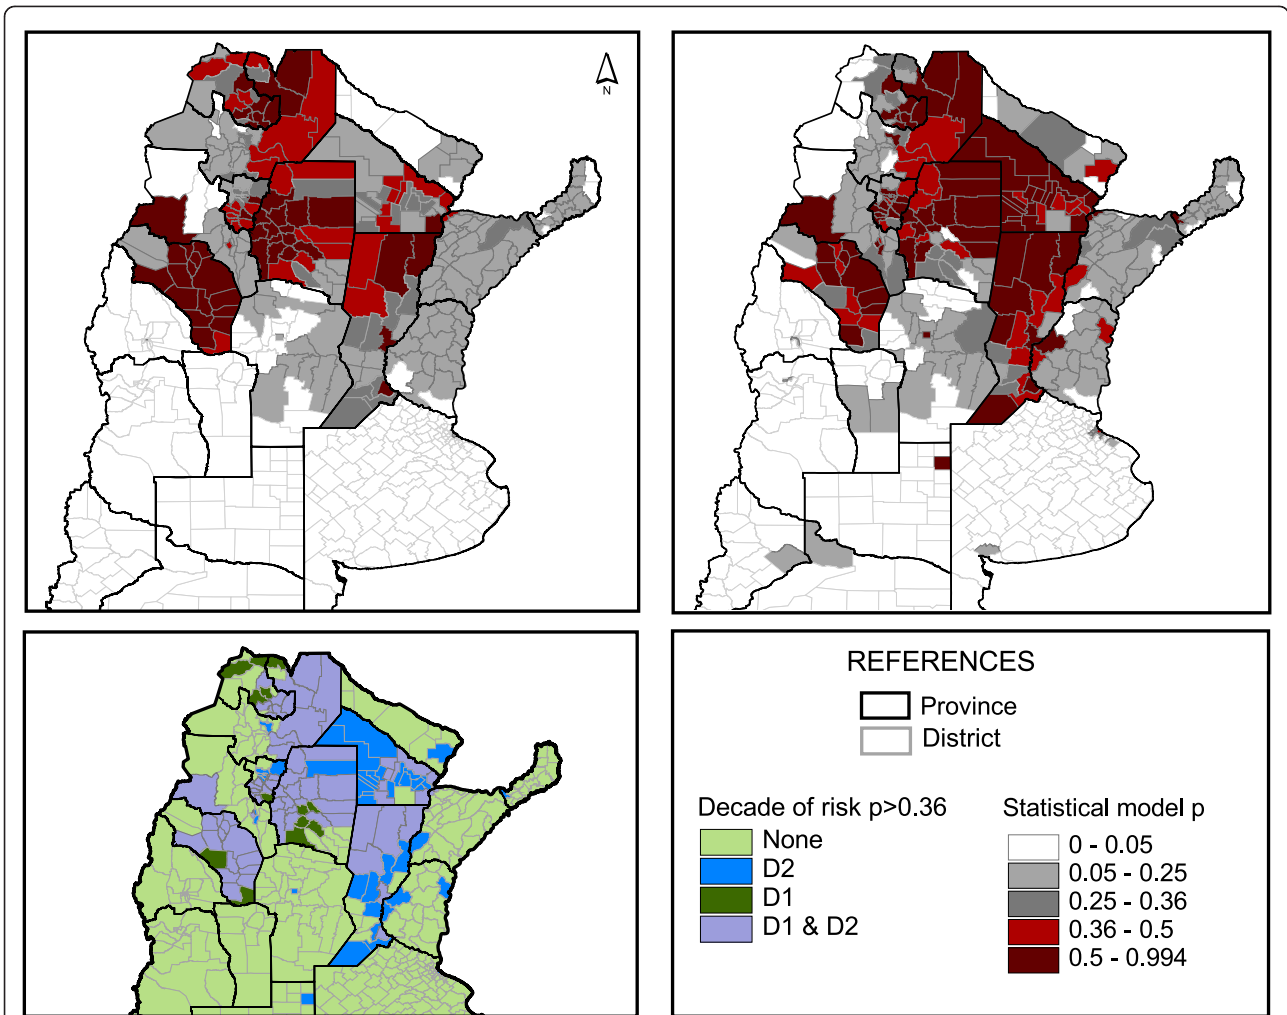 N
REFERENCES
Province
District
Decade of risk p>0.36
None
D2
D1
D1 & D2
Statistical model p
0 - 0.05
0.05 - 0.25
0.25 - 0.36
0.36 - 0.5
0.5 - 0.994